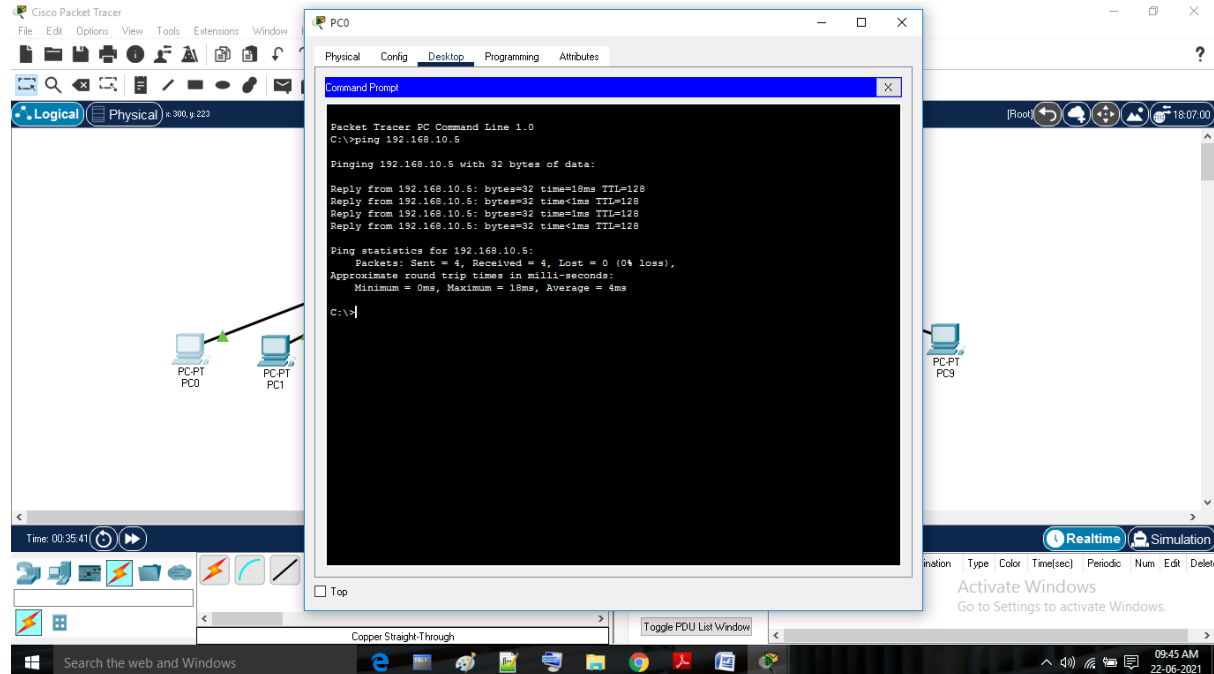 Cisco Packet Tracer
File Edit Options View Tools Extensions Window
PC0
Physical Config Desktop Programming Attributes
?
Command Prompt
X
Logical Physical x: 300, y: 223
[Root] 18:07:00
Packet Tracer PC Command Line 1.0
C:\>ping 192.168.10.5
Pinging 192.168.10.5 with 32 bytes of data:
Reply from 192.168.10.5: bytes=32 time=18ms TTL=128
Reply from 192.168.10.5: bytes=32 time<1ms TTL=128
Reply from 192.168.10.5: bytes=32 time=1ms TTL=128
Reply from 192.168.10.5: bytes=32 time<1ms TTL=128
Ping statistics for 192.168.10.5:
Packets: Sent = 4, Received = 4, Lost = 0 (0% loss),
Approximate round trip times in milli-seconds:
Minimum = 0ms, Maximum = 18ms, Average = 4ms
C:\>
PC-PT
PC0
PC-PT
PC1
PC-PT
PC9
Time: 00:35:41
Realtime Simulation
ination Type Color Time(sec) Periodic Num Edit Delet
Top
Activate Windows
Go to Settings to activate Windows.
Toggle PDU List Window
Copper Straight-Through
Search the web and Windows
09:45 AM
22-06-2021